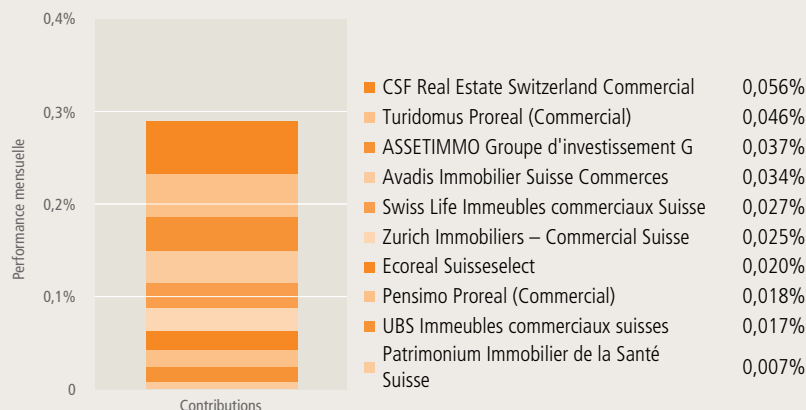 0,4%
0,3%
0,2%
0,1%
0
Performance mensuelle
Contributions
CSF Real Estate Switzerland Commercial 0,056%
Turidomus Proreal (Commercial) 0,046%
ASSETIMMO Groupe d'investissement G 0,037%
Avadis Immobilier Suisse Commerces 0,034%
Swiss Life Immeubles commerciaux Suisse 0,027%
Zurich Immobiliers – Commercial Suisse 0,025%
Ecoreal Suisseselect 0,020%
Pensimo Proreal (Commercial) 0,018%
UBS Immeubles commerciaux suisses 0,017%
Patrimonium Immobilier de la Santé
Suisse 0,007%